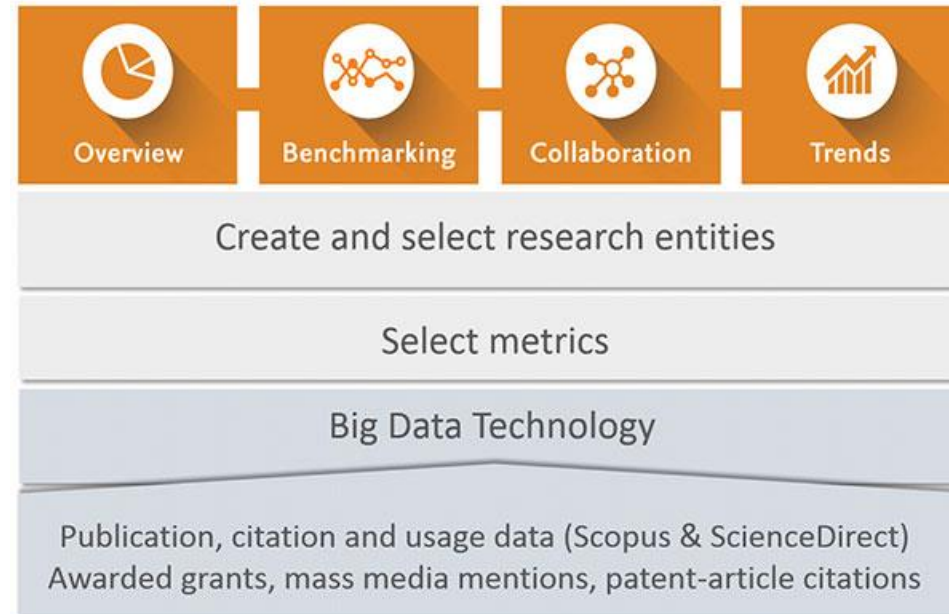 Overview
Benchmarking
Collaboration
Trends
Create and select research entities
Select metrics
Big Data Technology
Publication, citation and usage data (Scopus & ScienceDirect)
Awarded grants, mass media mentions, patent-article citations